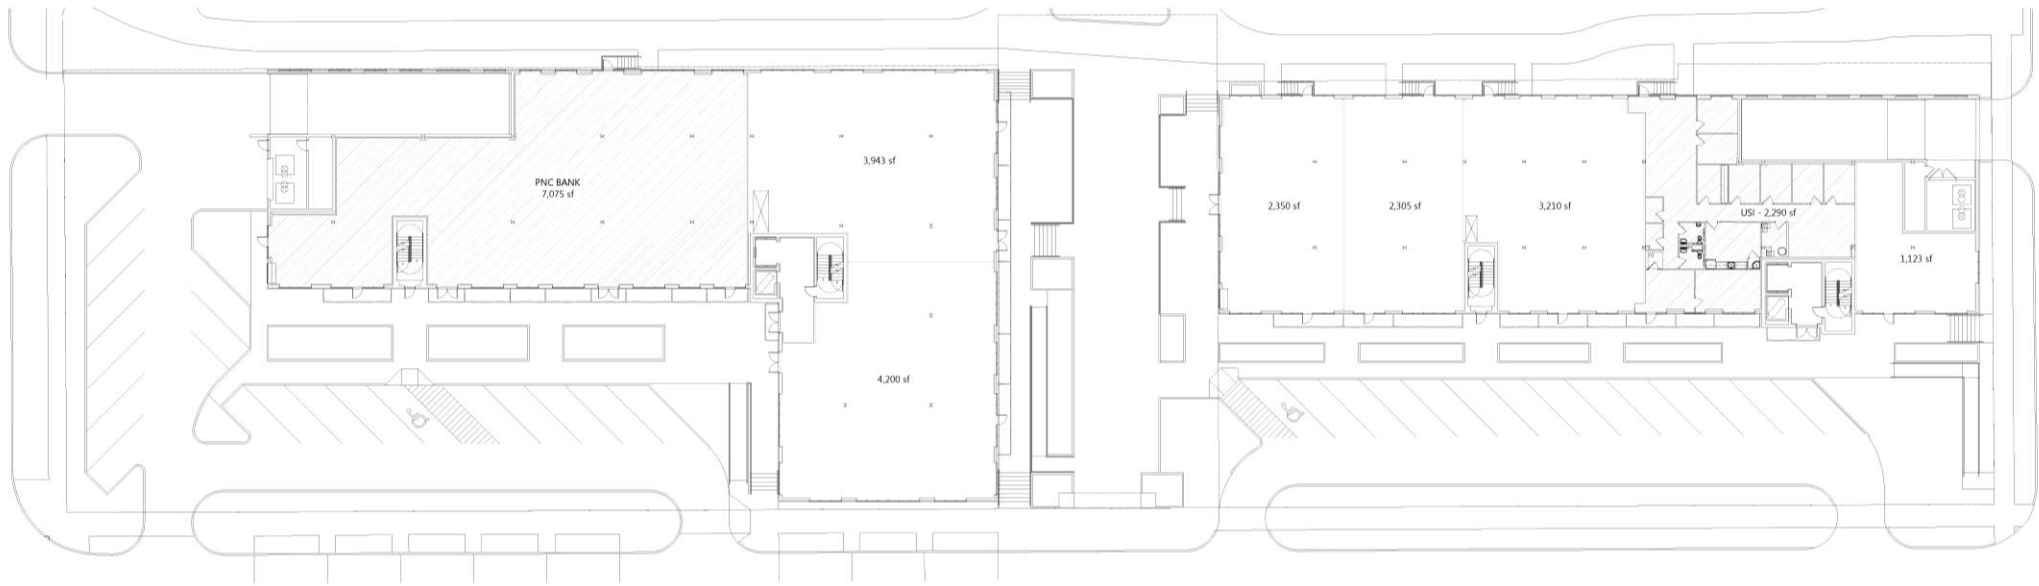 PNC BANK
7,075 sf
3,943 sf
4,200 sf
2,350 sf
2,305 sf
3,210 sf
USI - 2,290 sf
1,123 sf